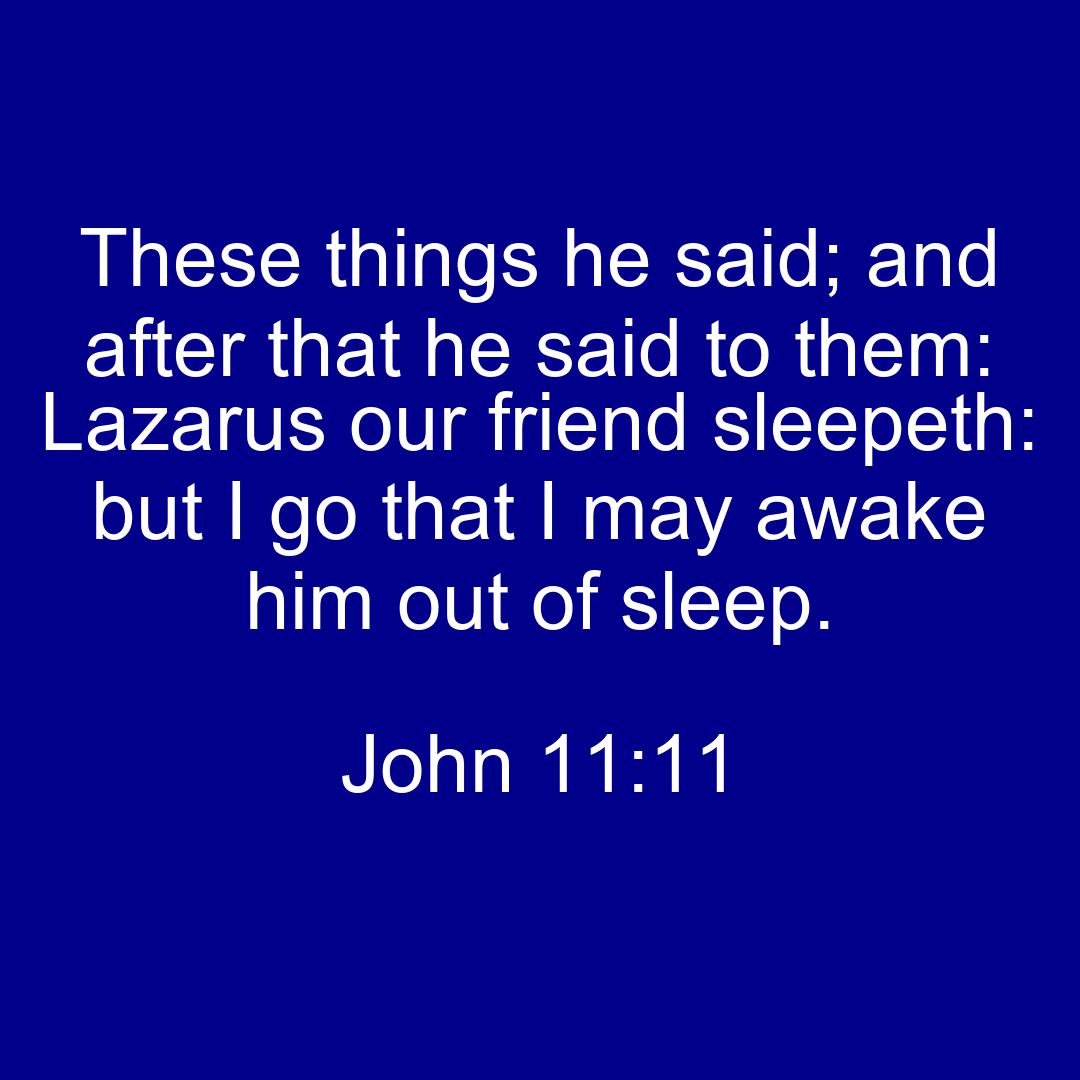 These things he said; and
after that he said to them:
Lazarus our friend sleepeth:
but I go that I may awake
him out of sleep.
John 11:11